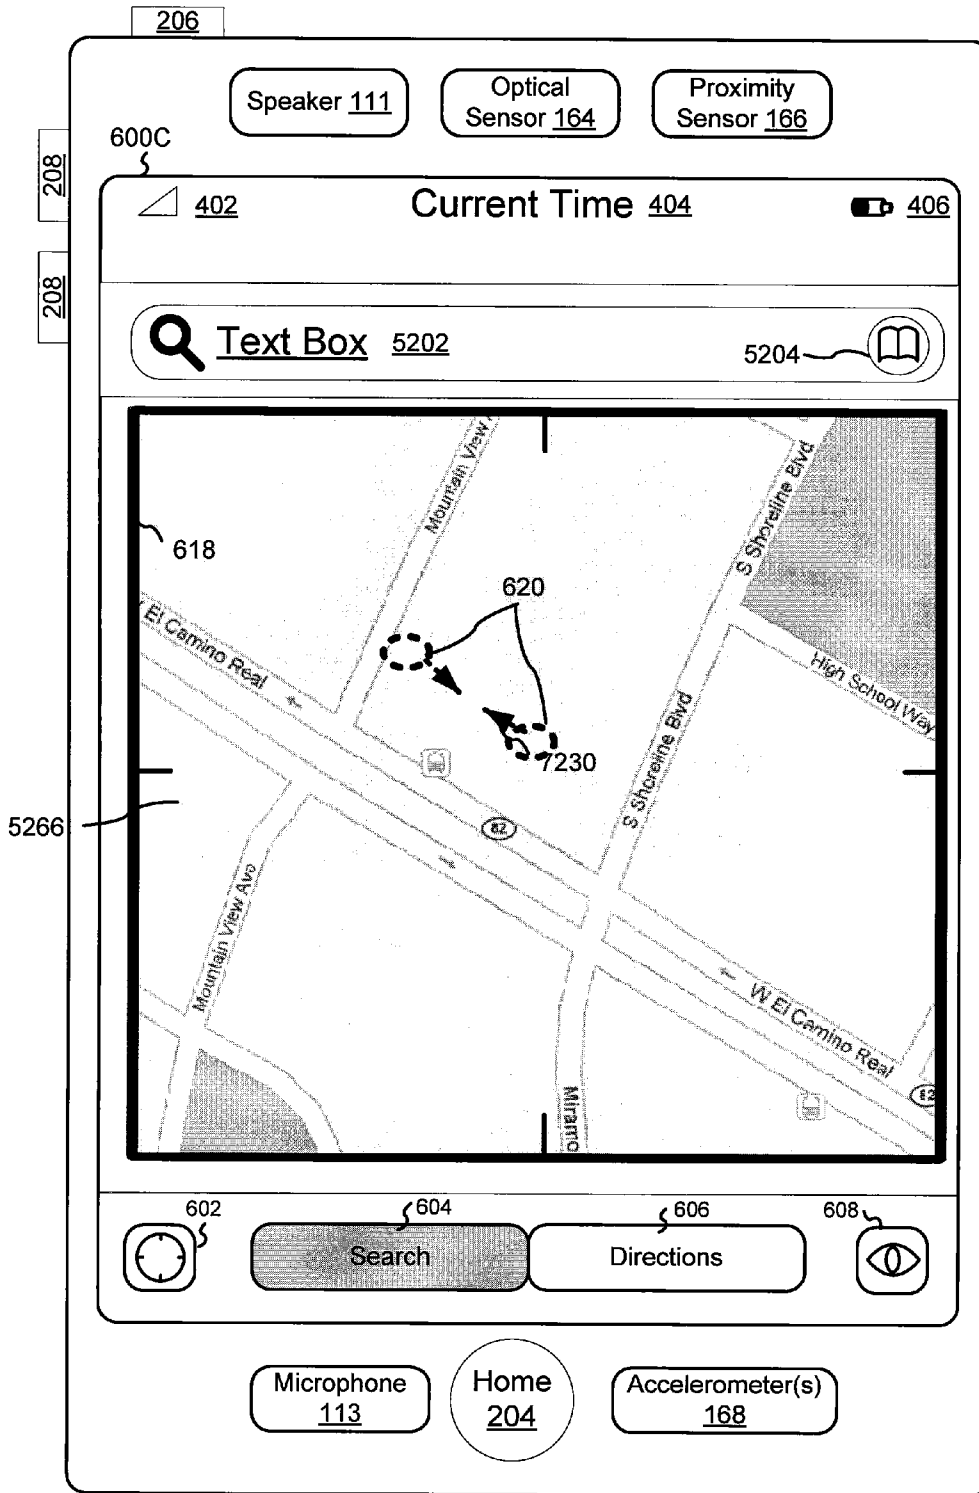 206
Speaker 111
Optical
Sensor 164
Proximity
Sensor 166
600C
208
208
402
Current Time 404
406
Text Box 5202
5204
Mountain View A
S Shoreline Blvd
618
620
El Camino Real
High School Way
7230
S Shoreline Blvd
5266
82
Mountain View Ave
W El Camino Real
82
Miramo
602
604
606
608
Search
Directions
Microphone
113
Home
204
Accelerometer(s)
168